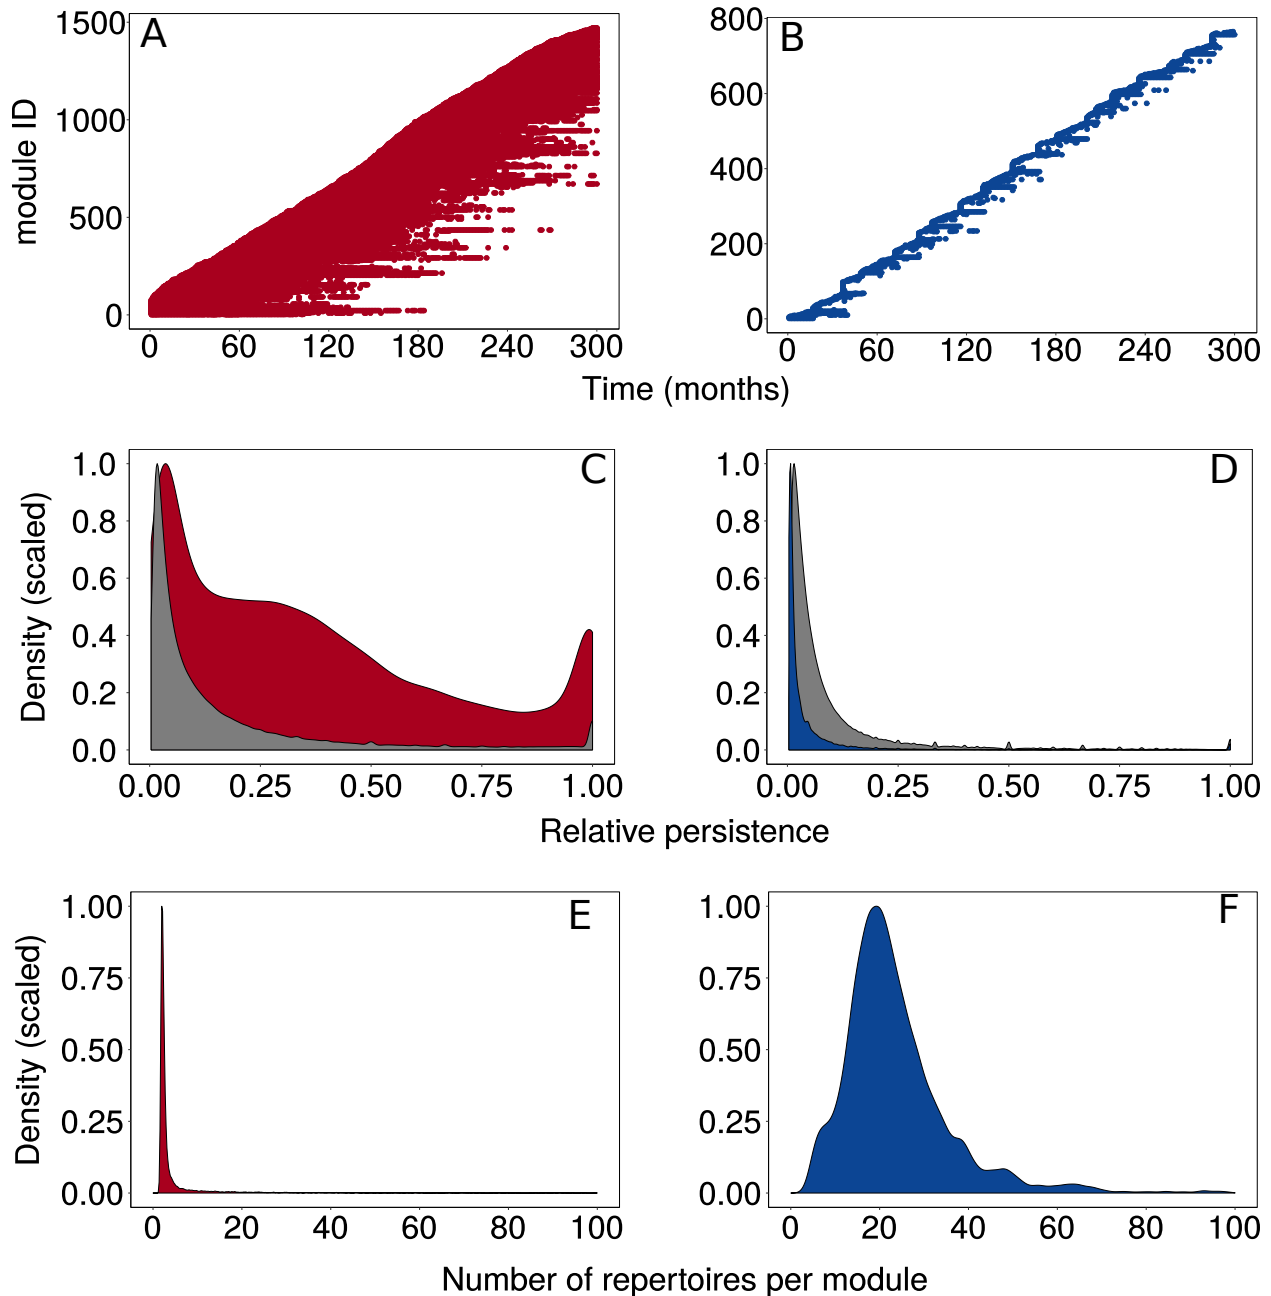 A
B
module ID
1500
1000
500
0
800
600
400
200
0
0 60 120 180 240 300
0 60 120 180 240 300
Time (months)
C
D
Density (scaled)
1.0
0.8
0.6
0.4
0.2
0.0
1.0
0.8
0.6
0.4
0.2
0.0
0.00 0.25 0.50 0.75 1.00
0.00 0.25 0.50 0.75 1.00
Relative persistence
E
F
Density (scaled)
1.00
0.75
0.50
0.25
0.00
1.00
0.75
0.50
0.25
0.00
0 20 40 60 80 100
0 20 40 60 80 100
Number of repertoires per module